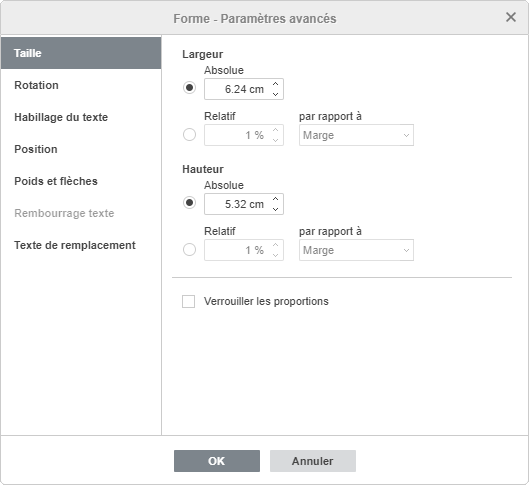 Forme - Paramètres avancés
Taille
Rotation
Habillage du texte
Position
Poids et flèches
Rembourrage texte
Texte de remplacement
Largeur
Absolue
6.24 cm
Relatif par rapport à
1 % Marge
Hauteur
Absolue
5.32 cm
Relatif par rapport à
1 % Marge
Verrouiller les proportions
OK Annuler